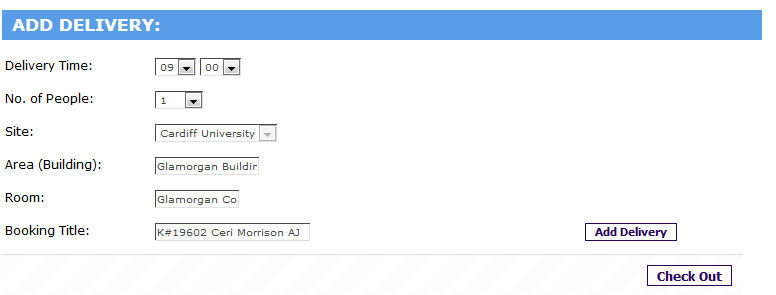 ADD DELIVERY:
Delivery Time: 09 00
No. of People: 1
Site: Cardiff University
Area (Building): Glamorgan Buildin
Room: Glamorgan Co
Booking Title: K#19602 Ceri Morrison AJ Add Delivery
Check Out